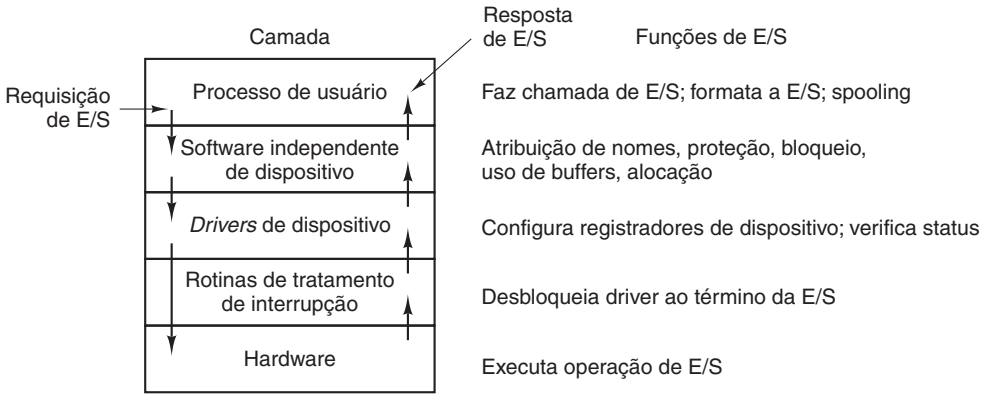 Camada
Resposta
de E/S
Funções de E/S
Requisição
de E/S
Processo de usuário
Faz chamada de E/S; formata a E/S; spooling
Software independente
de dispositivo
Atribuição de nomes, proteção, bloqueio,
uso de buffers, alocação
Drivers de dispositivo
Configura registradores de dispositivo; verifica status
Rotinas de tratamento
de interrupção
Desbloqueia driver ao término da E/S
Hardware
Executa operação de E/S